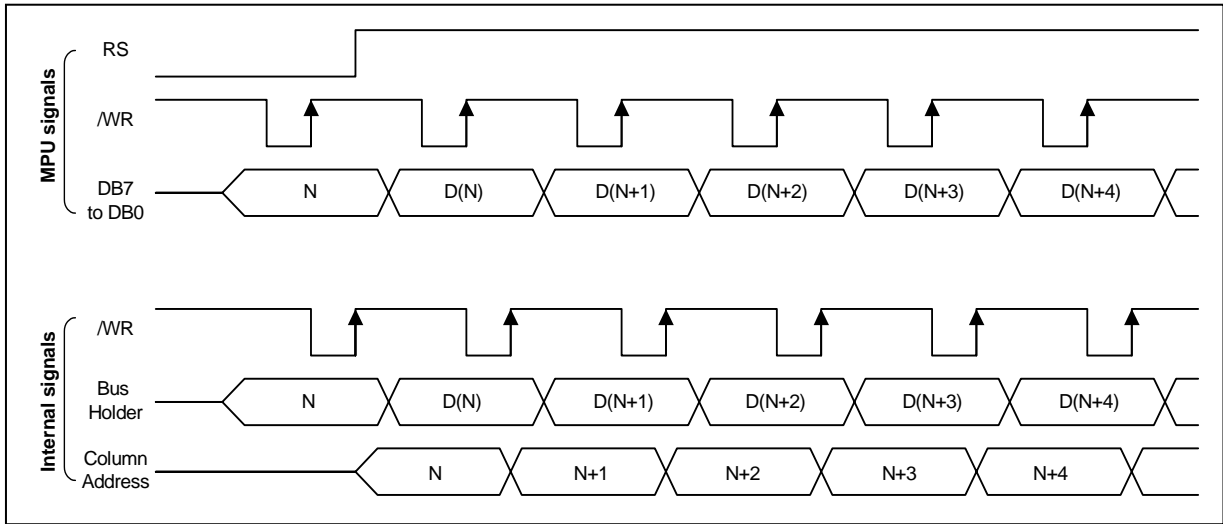 MPU signals
RS
/WR
DB7
to DB0
N D(N) D(N+1) D(N+2) D(N+3) D(N+4)
Internal signals
/WR
Bus
Holder
N D(N) D(N+1) D(N+2) D(N+3) D(N+4)
Column
Address
N N+1 N+2 N+3 N+4